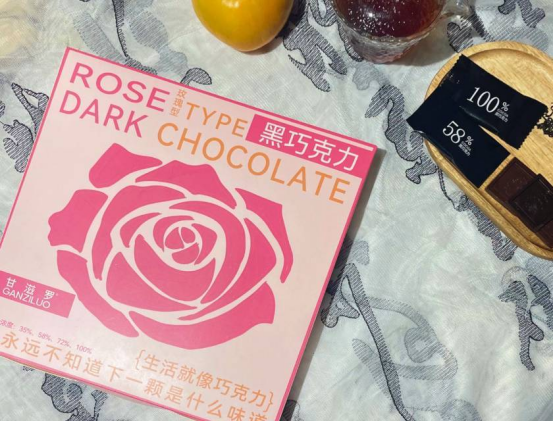 ROSE 玫瑰型 TYPE
DARK CHOCOLATE
黑巧克力
甘滋罗
GANZILUO
58%, 72%, 100%
{生活就像巧克力}
永远不知道下一颗是什么味道
100%
58%